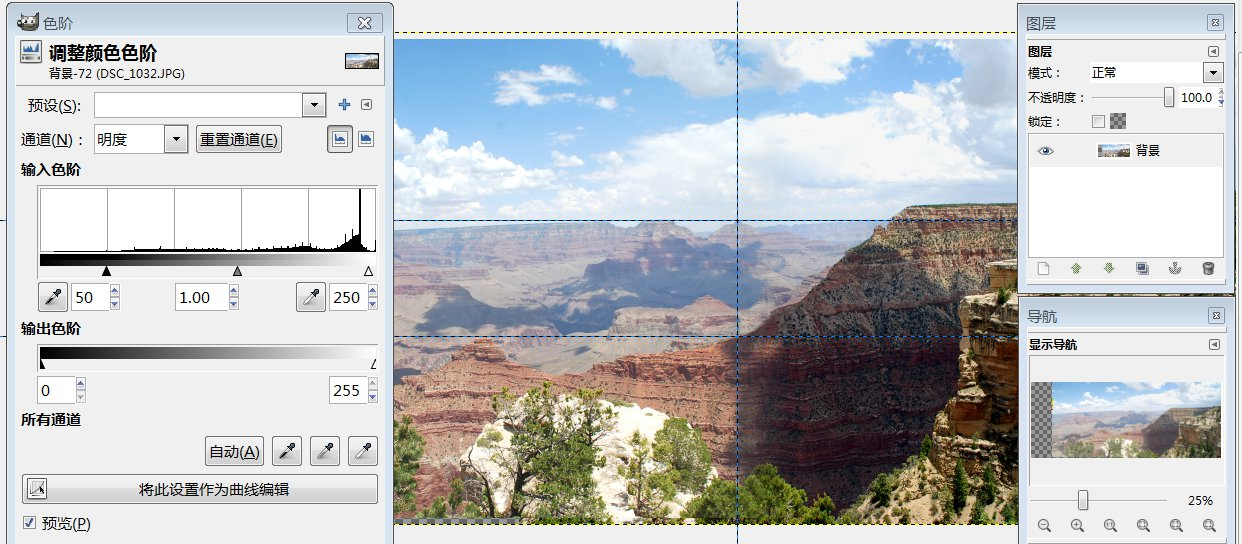 色阶
调整颜色色阶
背景-72 (DSC_1032.JPG)
预设(S):
通道(N)： 明度 重置通道(E)
输入色阶
50 1.00 250
输出色阶
0 255
所有通道
自动(A)
将此设置作为曲线编辑
预览(P)
图层
图层
模式： 正常
不透明度： 100.0
锁定：
背景
导航
显示导航
25%